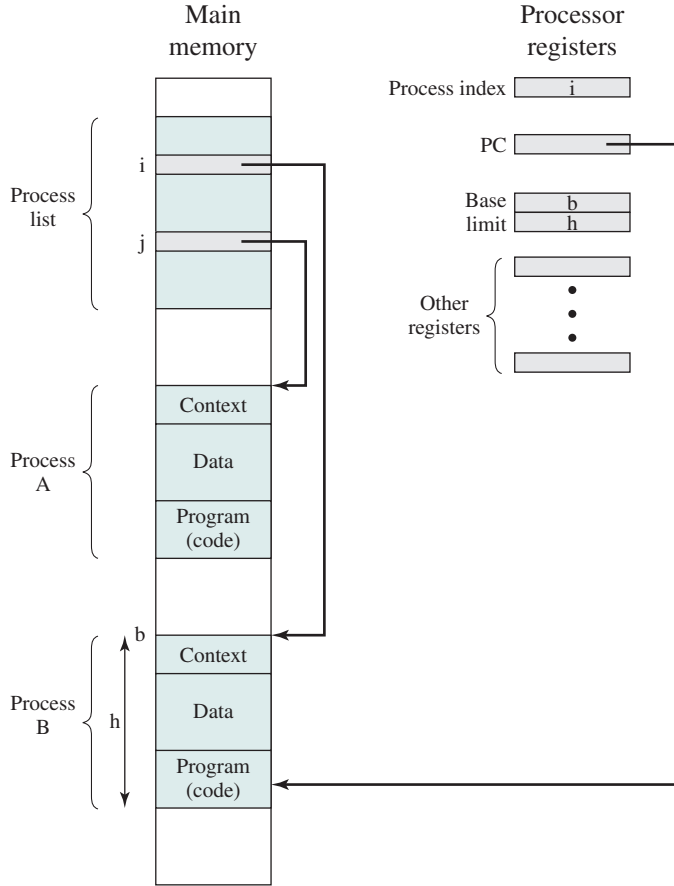 Main
memory
Processor
registers
Process index
i
PC
i
Base
b
limit
h
Process
list
j
Other
registers
Context
Process
A
Data
Program
(code)
b
Context
Process
B
h
Data
Program
(code)